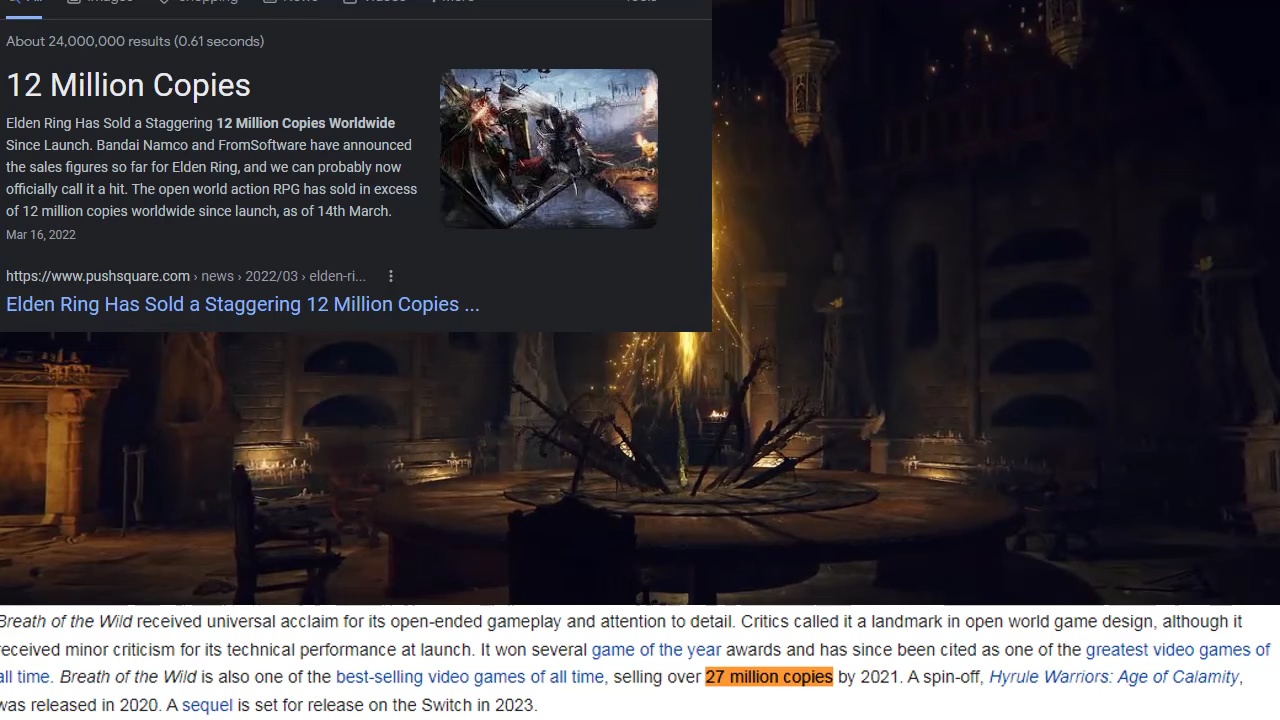 About 24,000,000 results (0.61 seconds)
12 Million Copies
Elden Ring Has Sold a Staggering 12 Million Copies Worldwide
Since Launch. Bandai Namco and FromSoftware have announced
the sales figures so far for Elden Ring, and we can probably now
officially call it a hit. The open world action RPG has sold in excess
of 12 million copies worldwide since launch, as of 14th March.
Mar 16, 2022
https://www.pushsquare.com › news › 2022/03 › elden-ri...
Elden Ring Has Sold a Staggering 12 Million Copies ...
Breath of the Wild received universal acclaim for its open-ended gameplay and attention to detail. Critics called it a landmark in open world game design, although it
received minor criticism for its technical performance at launch. It won several game of the year awards and has since been cited as one of the greatest video games of
all time. Breath of the Wild is also one of the best-selling video games of all time, selling over 27 million copies by 2021. A spin-off, Hyrule Warriors: Age of Calamity,
was released in 2020. A sequel is set for release on the Switch in 2023.